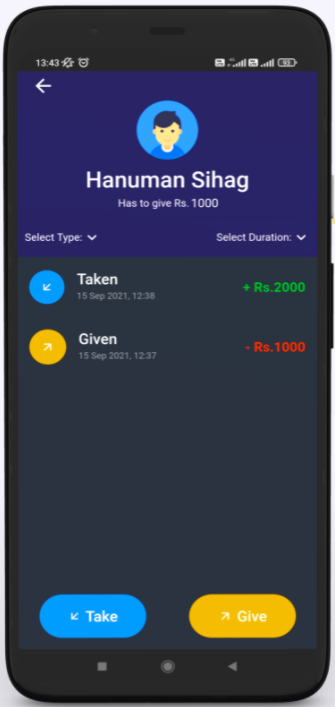 13:43
93
Hanuman Sihag
Has to give Rs. 1000
Select Type: Select Duration:
Taken
15 Sep 2021, 12:38
+ Rs.2000
Given
15 Sep 2021, 12:37
- Rs.1000
Take Give